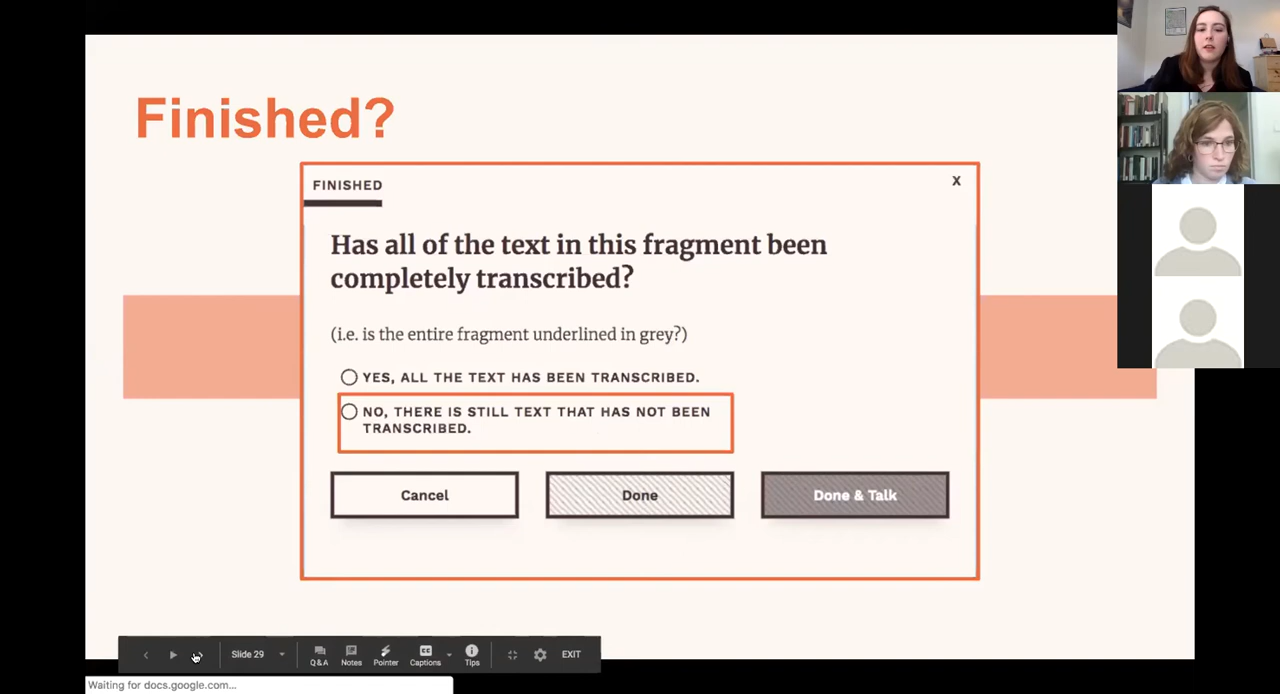 Finished?
FINISHED
X
Has all of the text in this fragment been
completely transcribed?
(i.e. is the entire fragment underlined in grey?)
YES, ALL THE TEXT HAS BEEN TRANSCRIBED.
NO, THERE IS STILL TEXT THAT HAS NOT BEEN
TRANSCRIBED.
Cancel
Done
Done & Talk
Slide 29
Q&A
Notes
Pointer
CC
Captions
Tips
EXIT
Waiting for docs.google.com...